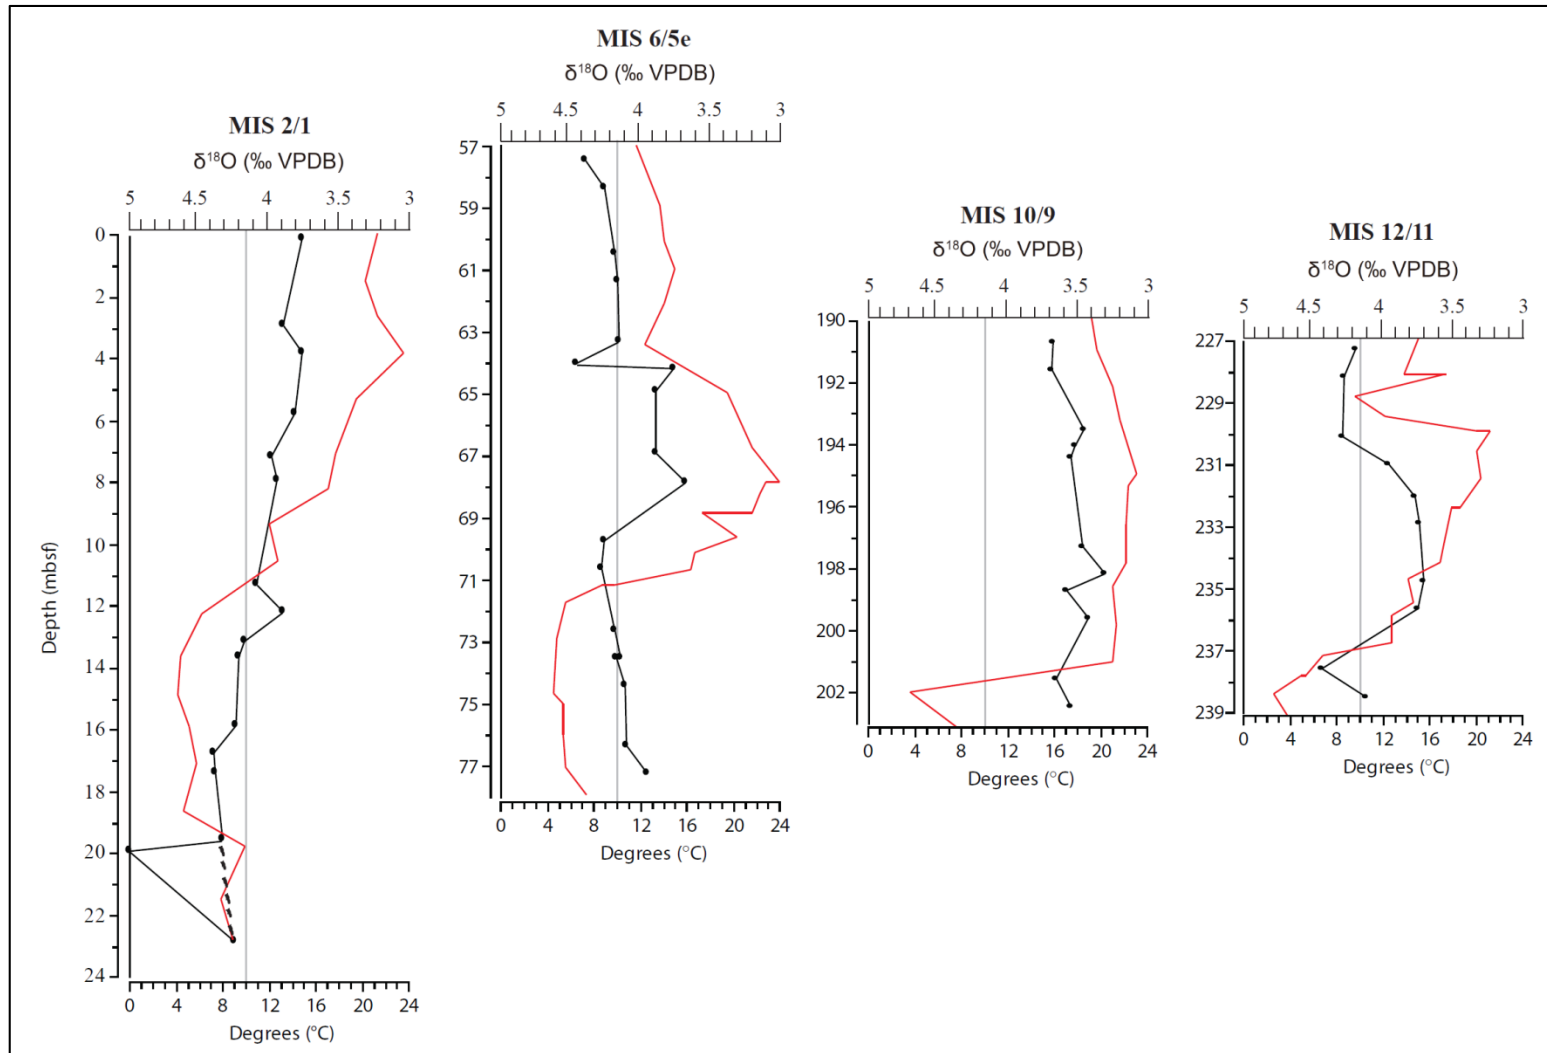 MIS 2/1
δ¹⁸O (‰ VPDB)
5 4.5 4 3.5 3
0
2
4
6
8
10
12
14
16
18
20
22
24
Depth (mbsf)
0 4 8 12 16 20 24
Degrees (°C)
MIS 6/5e
δ¹⁸O (‰ VPDB)
5 4.5 4 3.5 3
57
59
61
63
65
67
69
71
73
75
77
0 4 8 12 16 20 24
Degrees (°C)
MIS 10/9
δ¹⁸O (‰ VPDB)
5 4.5 4 3.5 3
190
192
194
196
198
200
202
0 4 8 12 16 20 24
Degrees (°C)
MIS 12/11
δ¹⁸O (‰ VPDB)
5 4.5 4 3.5 3
227
229
231
233
235
237
239
0 4 8 12 16 20 24
Degrees (°C)